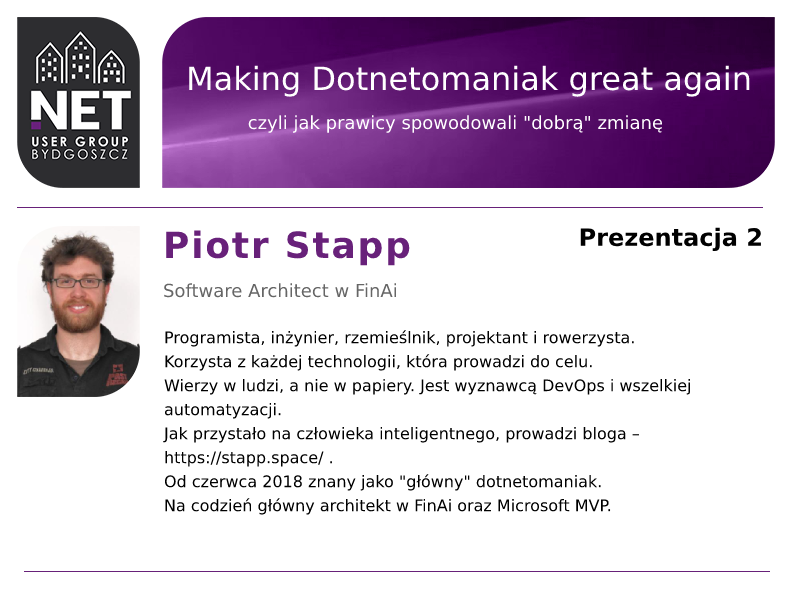 .NET
USER GROUP
BYDGOSZCZ
Making Dotnetomaniak great again
czyli jak prawicy spowodowali "dobrą" zmianę
Piotr Stapp
Prezentacja 2
Software Architect w FinAi
Programista, inżynier, rzemieślnik, projektant i rowerzysta.
Korzysta z każdej technologii, która prowadzi do celu.
Wierzy w ludzi, a nie w papiery. Jest wyznawcą DevOps i wszelkiej
automatyzacji.
Jak przystało na człowieka inteligentnego, prowadzi bloga –
https://stapp.space/ .
Od czerwca 2018 znany jako "główny" dotnetomaniak.
Na codzień główny architekt w FinAi oraz Microsoft MVP.